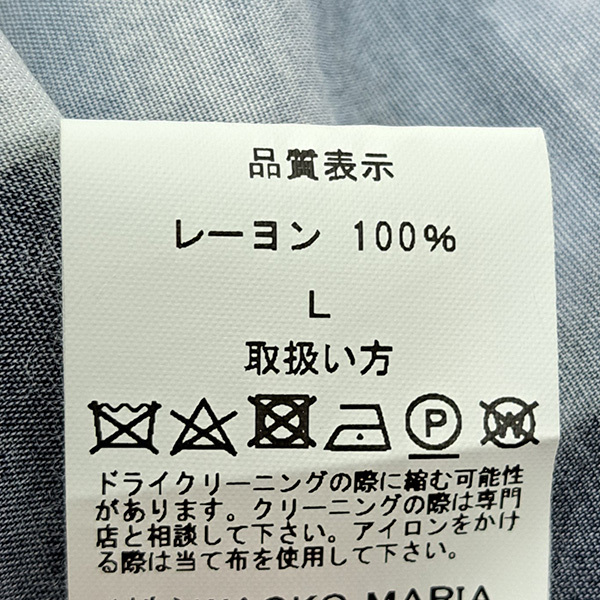 品質表示
レーヨン 100%
L
取扱い方
P W
ドライクリーニングの際に縮む可能性
があります。クリーニングの際は専門
店と相談して下さい。アイロンをかけ
る際は当て布を使用して下さい。
MARIA